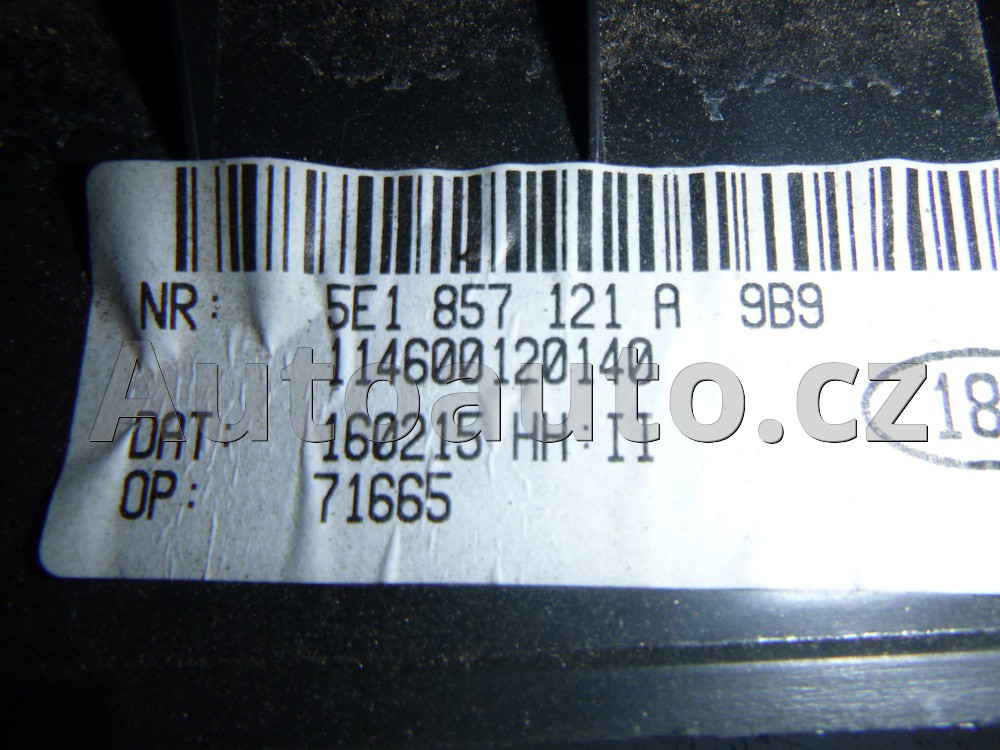 NR: 5E1 857 121 A 9B9
114600120140
DAT: 160215 HH:II
OP: 71665
18
Autoauto.cz